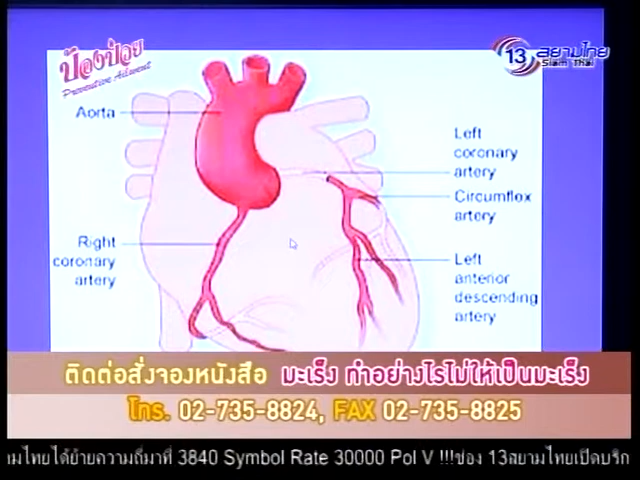 ป้องป่วย
Preventive Ailment
13 สยามไทย
Siam Thai
Aorta
Left
coronary
artery
Circumflex
artery
Right
coronary
artery
Left
anterior
descending
artery
ติดต่อสั่งจองหนังสือ มะเร็ง ทำอย่างไรไม่ให้เป็นมะเร็ง
โทร. 02-735-8824, FAX 02-735-8825
ามไทยได้ย้ายความถี่มาที่ 3840 Symbol Rate 30000 Pol V !!!ช่อง 13สยามไทยเปิดบริก